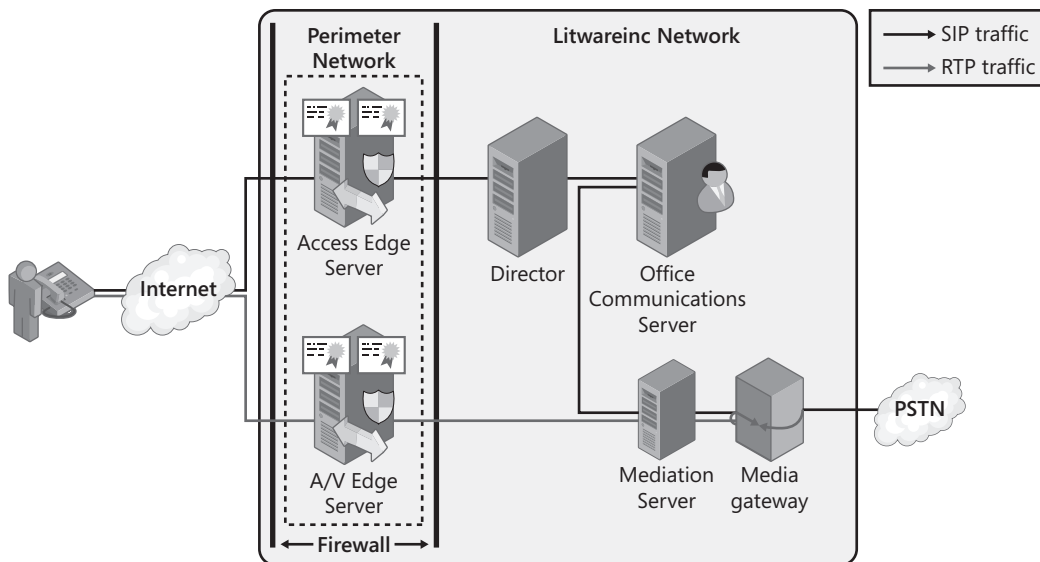 Perimeter
Network
Litwareinc Network
SIP traffic
RTP traffic
Access Edge
Server
Director
Office
Communications
Server
Internet
A/V Edge
Server
Mediation
Server
Media
gateway
PSTN
Firewall